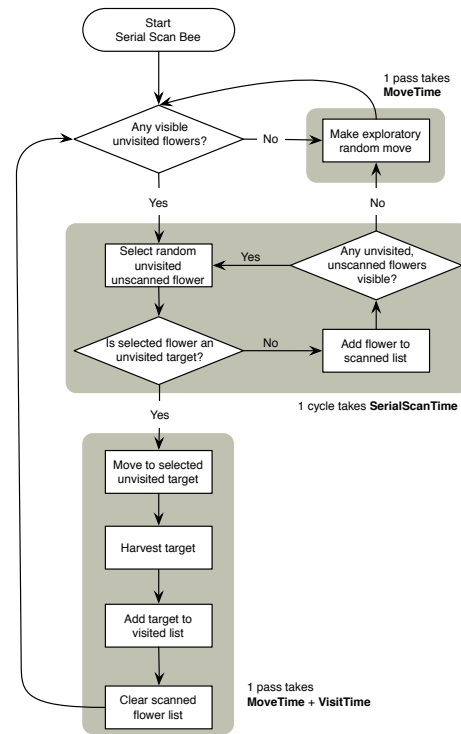 Start
Serial Scan Bee
1 pass takes
MoveTime
Any visible
unvisited flowers?
No
Make exploratory
random move
Yes
No
Select random
unvisited
unscanned flower
Yes
Any unvisited,
unscanned flowers
visible?
Is selected flower an
unvisited target?
No
Add flower to
scanned list
1 cycle takes SerialScanTime
Yes
Move to selected
unvisited target
Harvest target
Add target to
visited list
Clear scanned
flower list
1 pass takes
MoveTime + VisitTime